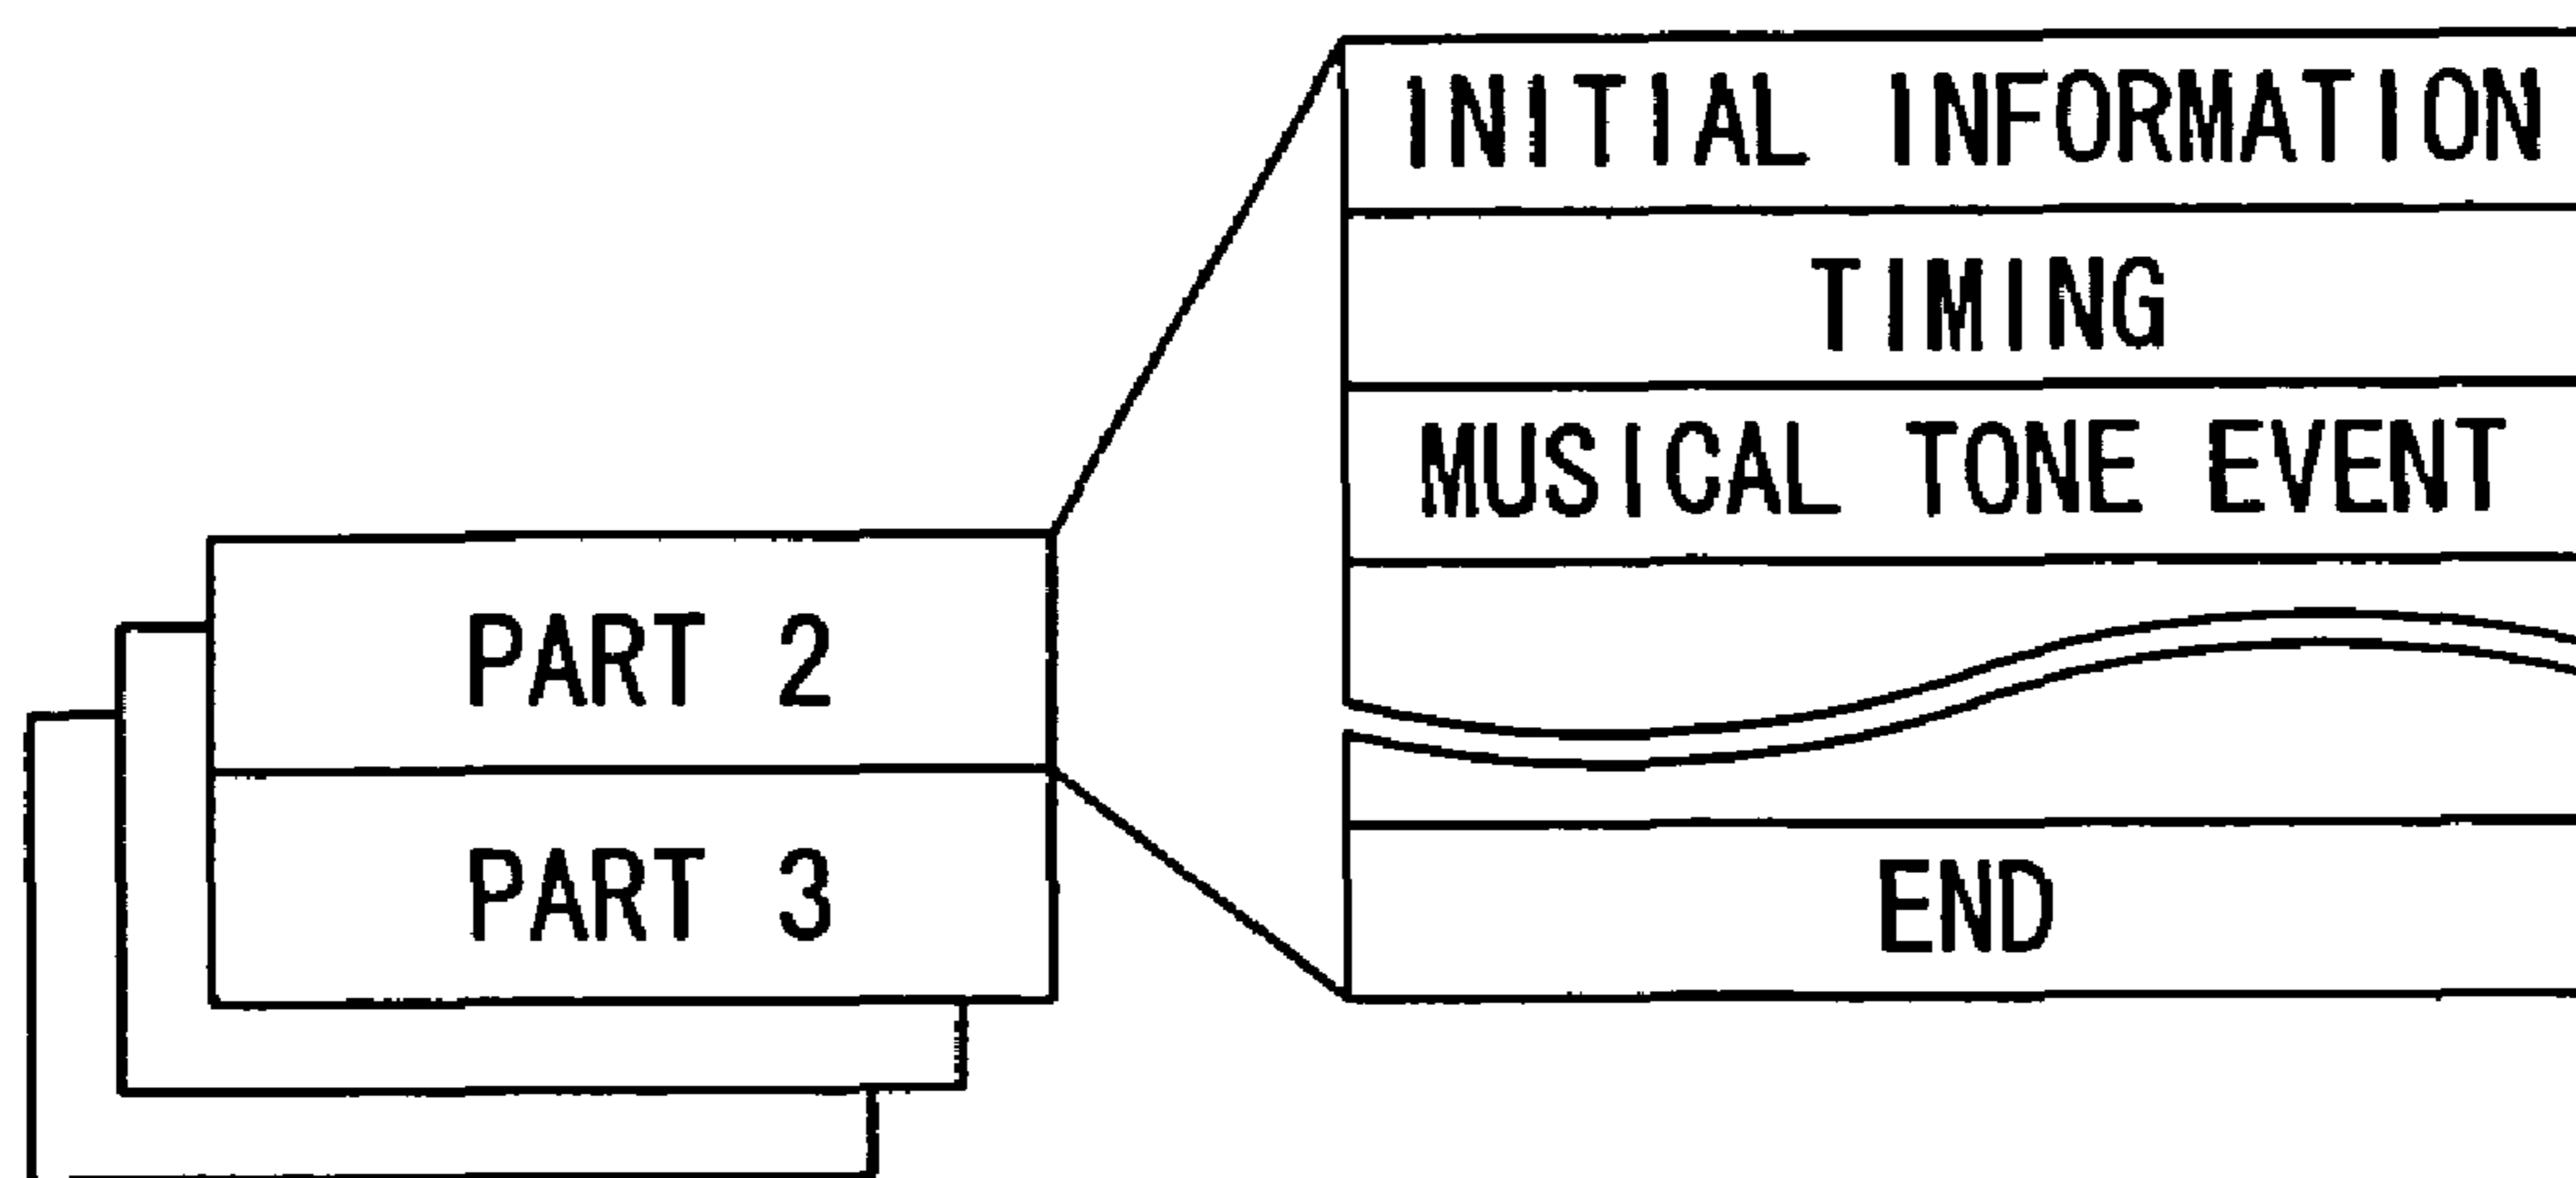 PART 2
PART 3
INITIAL INFORMATION
TIMING
MUSICAL TONE EVENT
END